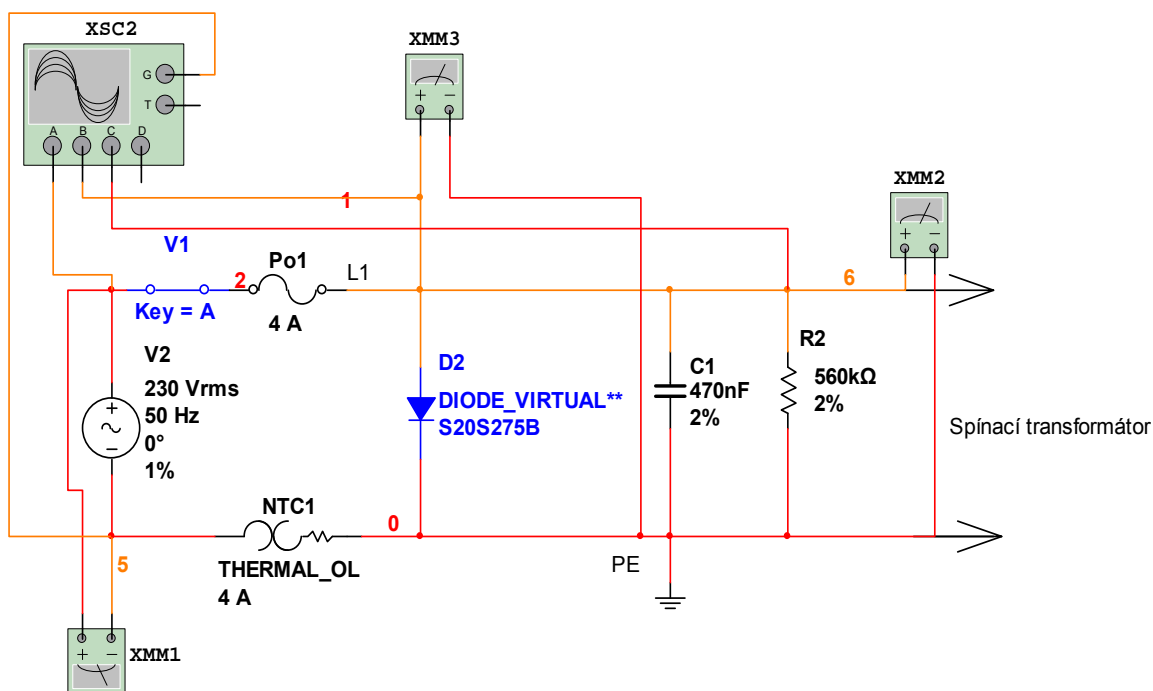 XSC2
G
T
A B C D
XMM3
+ −
1
XMM2
+ −
V1
2
Po1
L1
6
Key = A
4 A
V2
230 Vrms
50 Hz
0°
1%
+
−
D2
DIODE_VIRTUAL**
S20S275B
C1
470nF
2%
R2
560kΩ
2%
Spínací transformátor
NTC1
0
THERMAL_OL
4 A
PE
5
+ −
XMM1